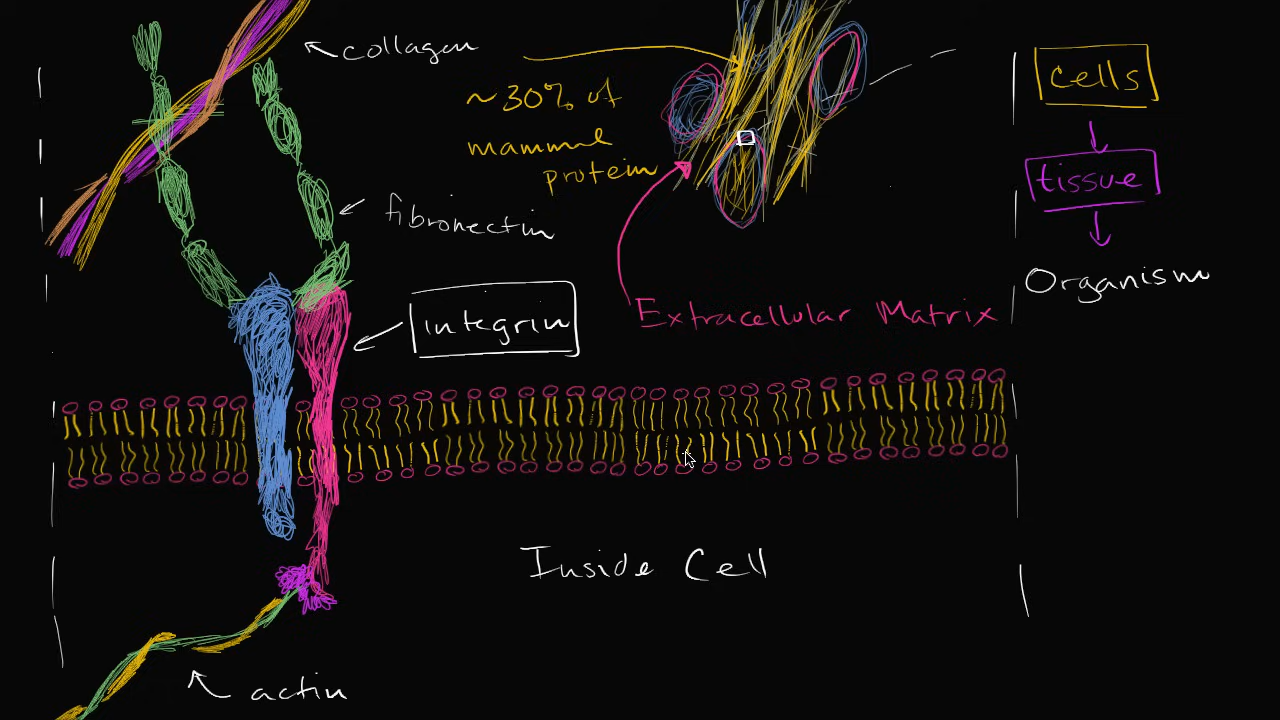 collagen
~30% of
mammal
protein
fibronectin
integrin
Extracellular Matrix
cells
tissue
Organism
Inside Cell
actin